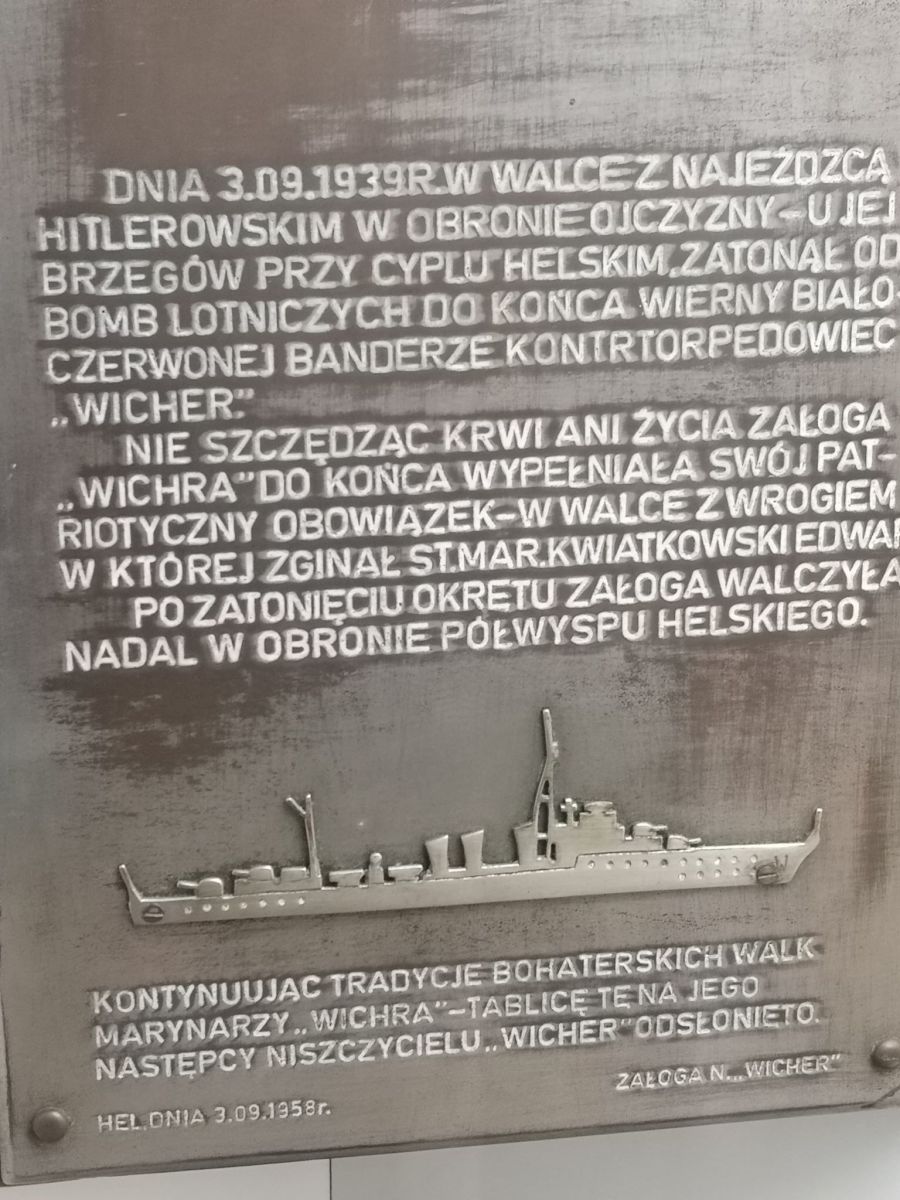 DNIA 3.09.1939R.W WALCE Z NAJEŹDZCĄ
HITLEROWSKIM W OBRONIE OJCZYZNY–U JEJ
BRZEGÓW PRZY CYPLU HELSKIM, ZATONĄŁ OD
BOMB LOTNICZYCH DO KOŃCA WIERNY BIAŁO-
CZERWONEJ BANDERZE KONTRTORPEDOWIEC
„WICHER”.
NIE SZCZĘDZĄC KRWI ANI ŻYCIA ZAŁOGA
„WICHRA” DO KOŃCA WYPEŁNIAŁA SWÓJ PAT-
RIOTYCZNY OBOWIĄZEK–W WALCE Z WROGIEM
W KTÓREJ ZGINĄŁ ST.MAR.KWIATKOWSKI EDWAR
PO ZATONIĘCIU OKRĘTU ZAŁOGA WALCZYŁA
NADAL W OBRONIE PÓŁWYSPU HELSKIEGO.
KONTYNUUJĄC TRADYCJE BOHATERSKICH WALK
MARYNARZY „WICHRA”–TABLICĘ TĘ NA JEGO
NASTĘPCY NISZCZYCIELU „WICHER” ODSŁONIĘTO.
ZAŁOGA N. „WICHER”
HEL, DNIA 3.09.1958r.